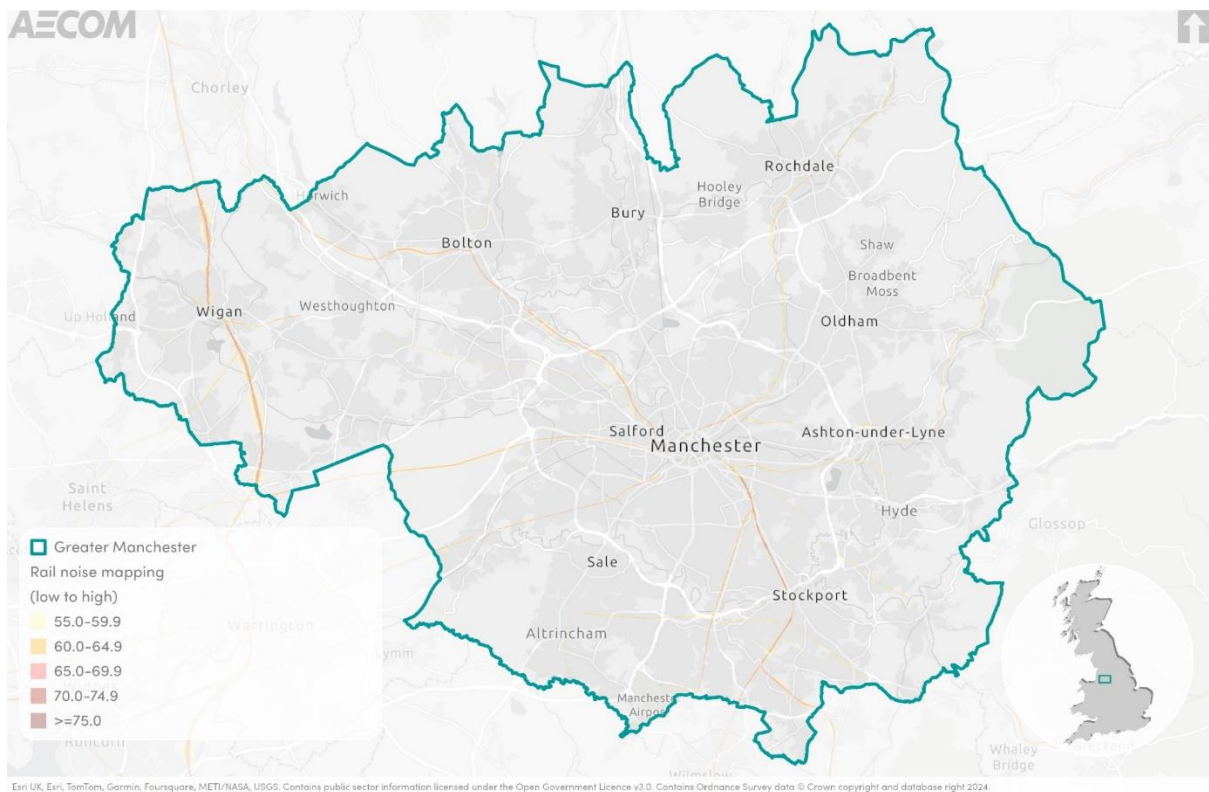 AECOM
Chorley
Rochdale
Horwich
Hooley
Bridge
Bury
Bolton
Shaw
Broadbent
Moss
Up Holland
Wigan
Westhoughton
Oldham
Salford
Manchester
Ashton-under-Lyne
Saint
Helens
Hyde
Glossop
Sale
Stockport
Altrincham
Manchester
Airport
Warrington
Lymm
Runcorn
Wilmslow
Whaley
Bridge
Greater Manchester
Rail noise mapping
(low to high)
55.0-59.9
60.0-64.9
65.0-69.9
70.0-74.9
>=75.0
Esri UK, Esri, TomTom, Garmin, Foursquare, METI/NASA, USGS. Contains public sector information licensed under the Open Government Licence v3.0. Contains Ordnance Survey data © Crown copyright and database right 2024.